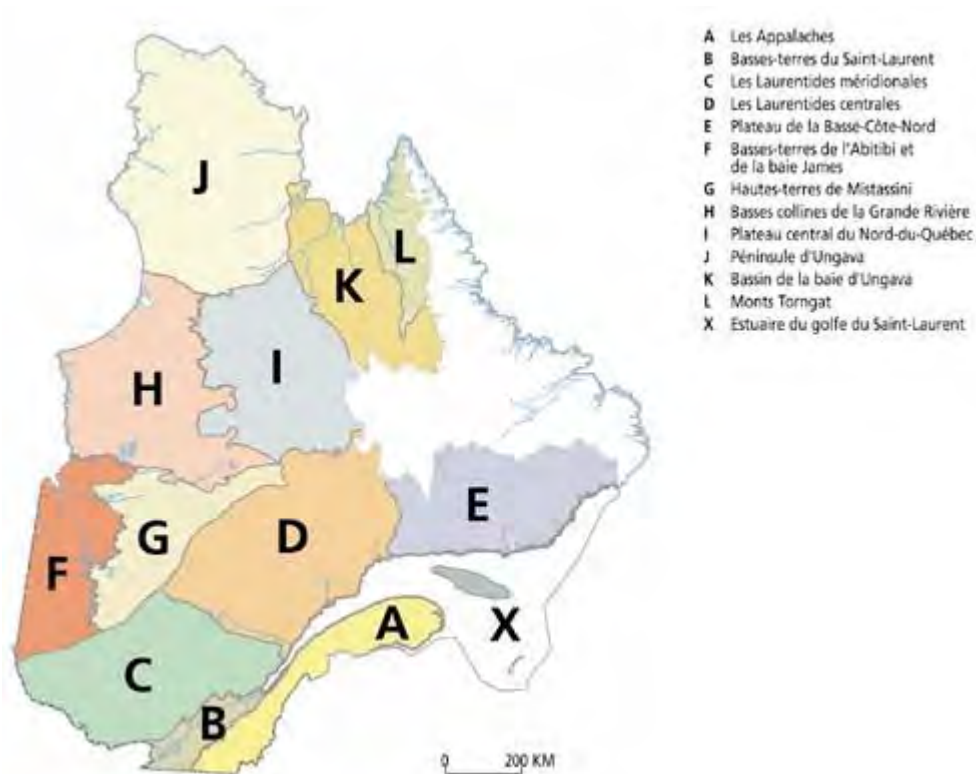 A Les Appalaches
B Basses-terres du Saint-Laurent
C Les Laurentides méridionales
D Les Laurentides centrales
E Plateau de la Basse-Côte-Nord
F Basses-terres de l'Abitibi et
de la baie James
G Hautes-terres de Mistassini
H Basses collines de la Grande Rivière
I Plateau central du Nord-du-Québec
J Péninsule d'Ungava
K Bassin de la baie d'Ungava
L Monts Torngat
X Estuaire du golfe du Saint-Laurent
J
L
K
I
H
E
D
G
F
A
X
C
B
0 200 KM